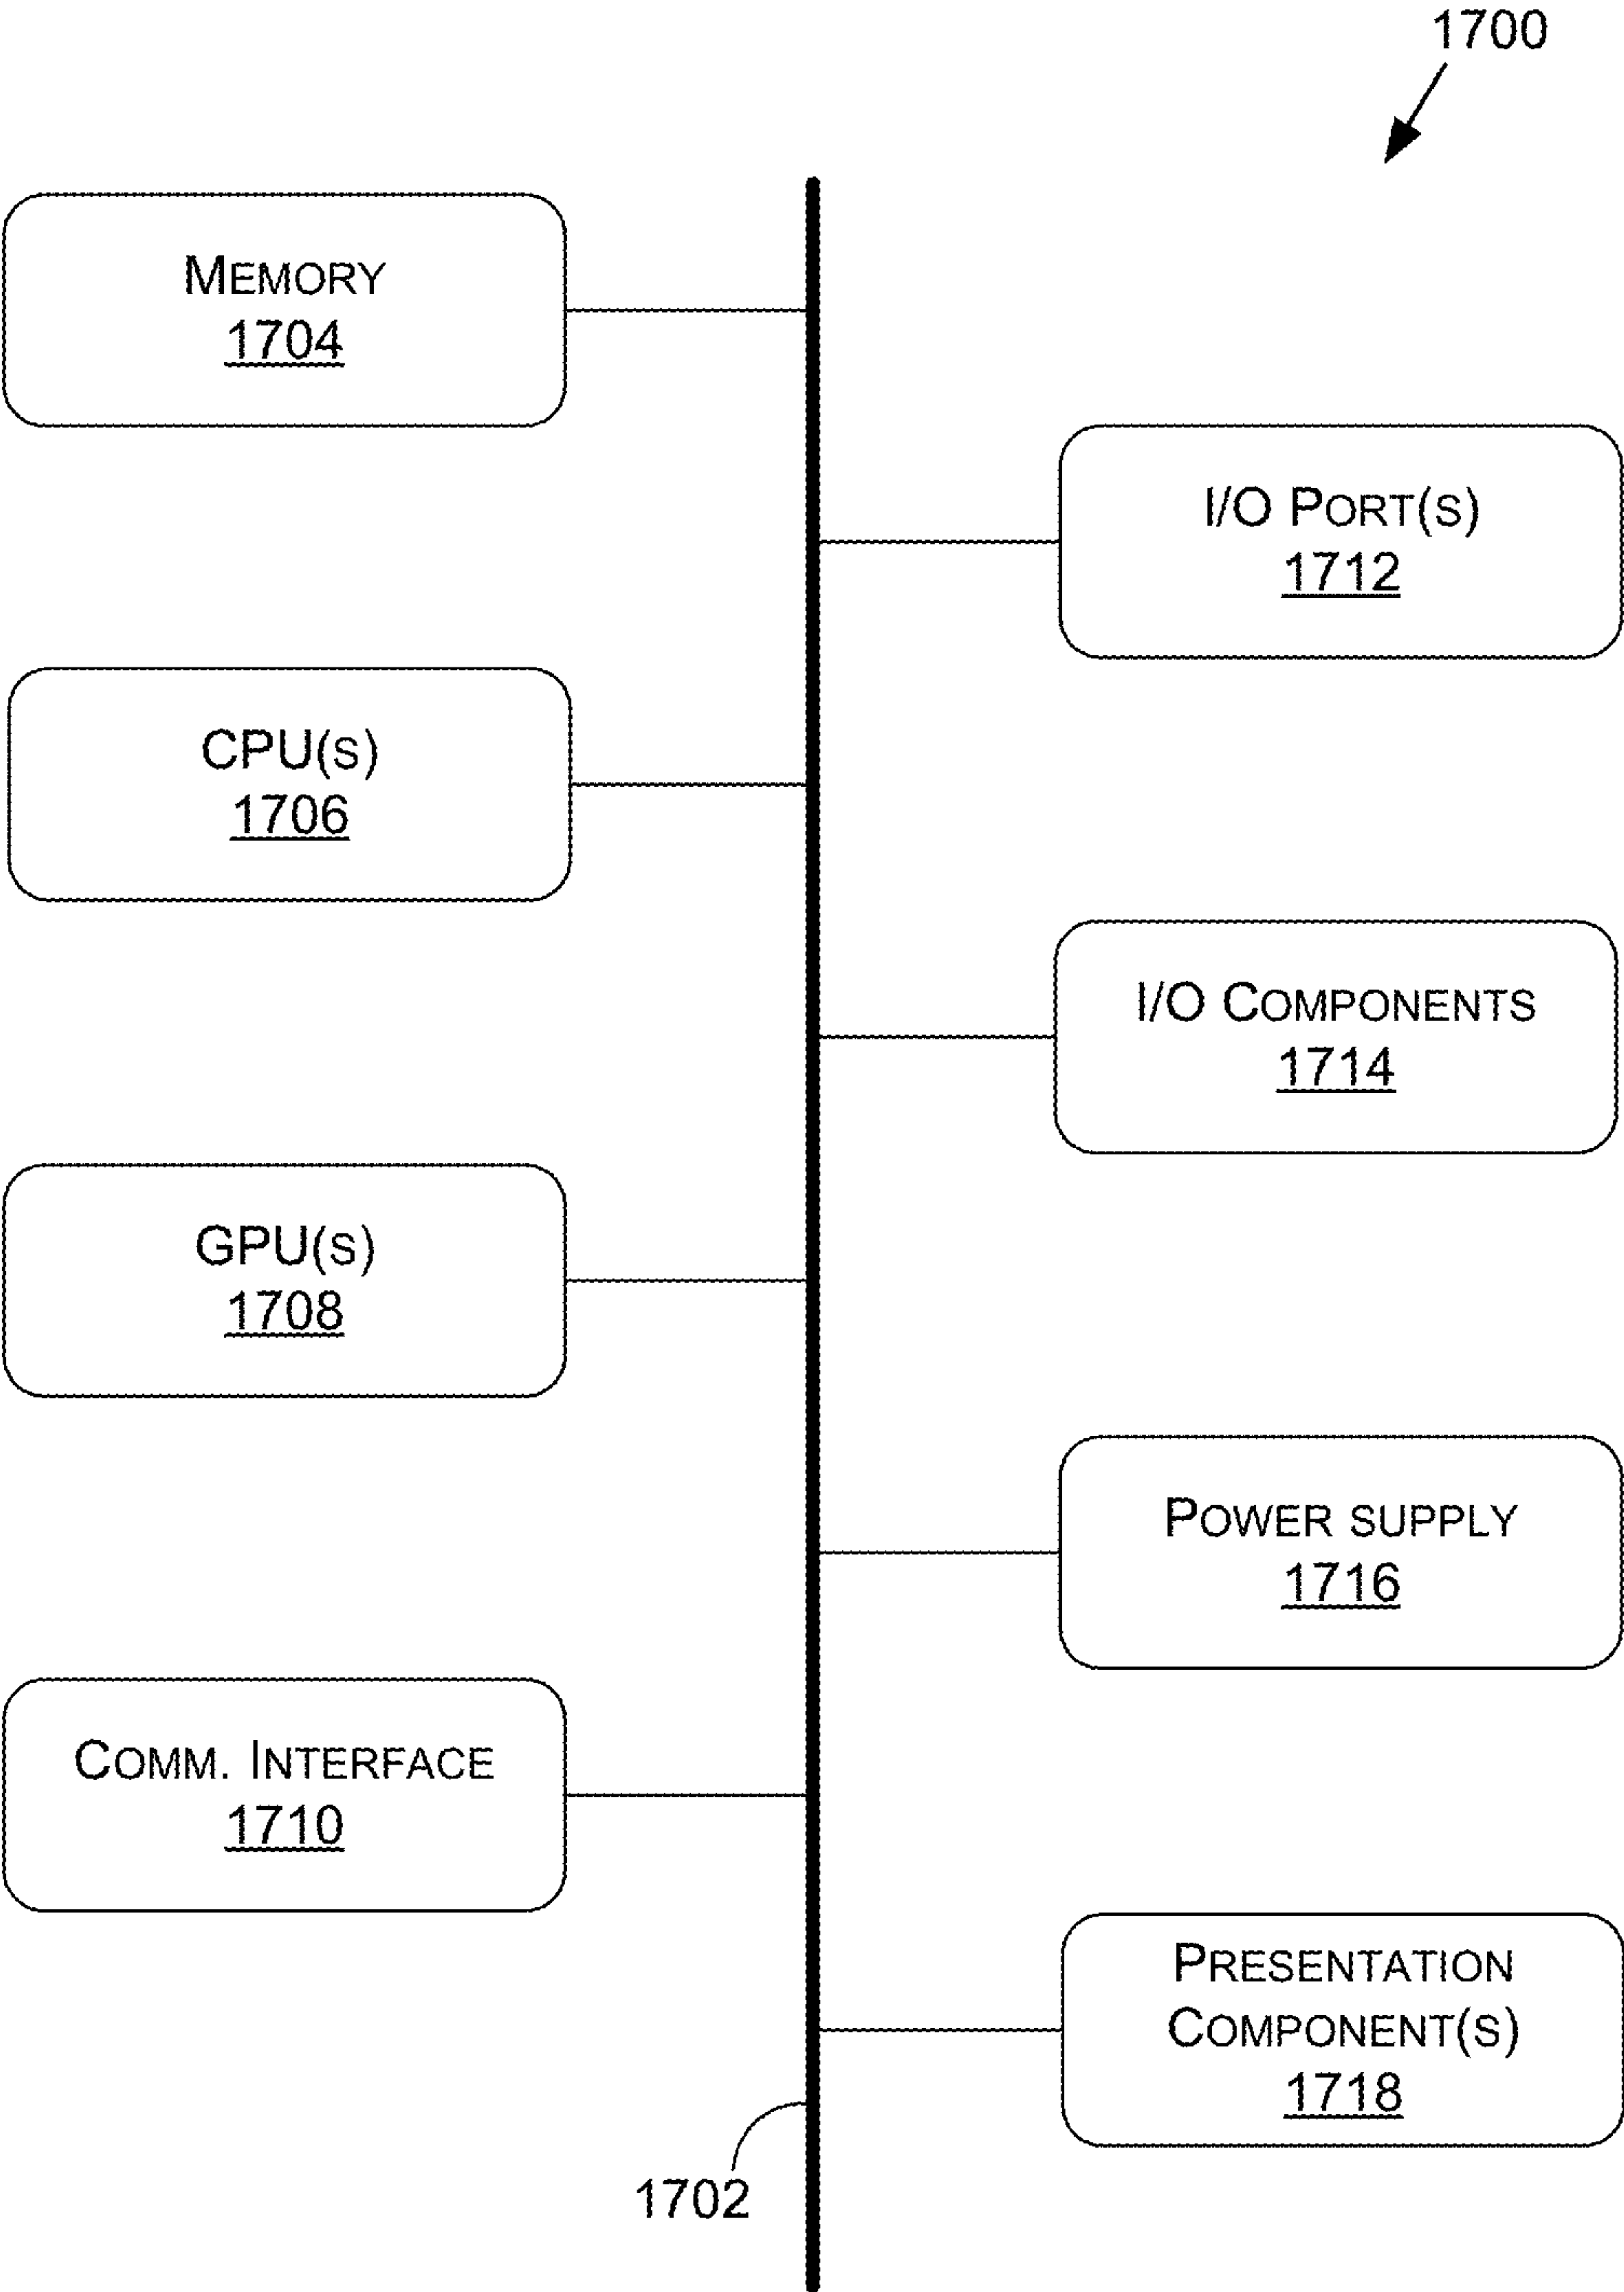 1700
MEMORY
1704
I/O PORT(S)
1712
CPU(S)
1706
I/O COMPONENTS
1714
GPU(S)
1708
POWER SUPPLY
1716
COMM. INTERFACE
1710
PRESENTATION
COMPONENT(S)
1718
1702